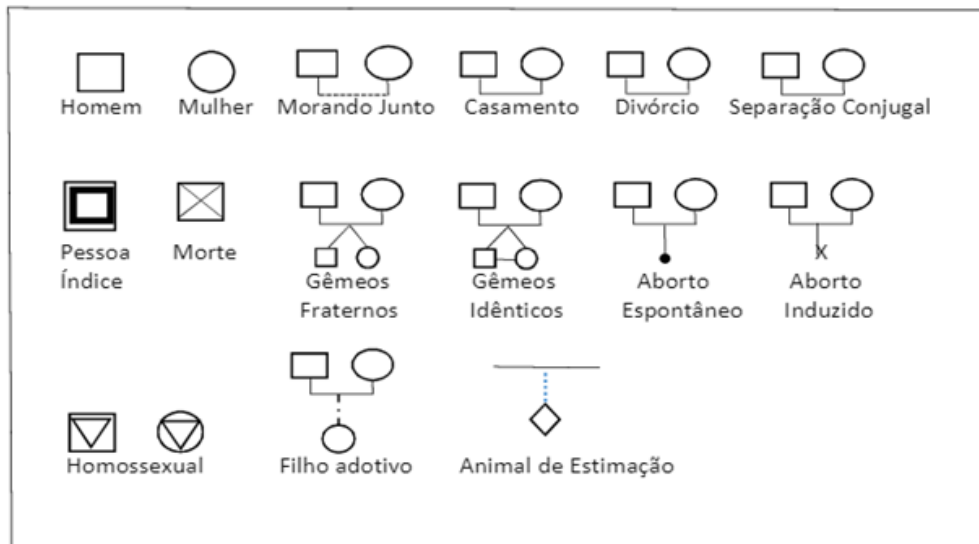 Homem Mulher Morando Junto Casamento Divórcio Separação Conjugal
Pessoa Índice
Morte
Gêmeos Fraternos
Gêmeos Idênticos
Aborto Espontâneo
X
Aborto Induzido
Homossexual Filho adotivo Animal de Estimação